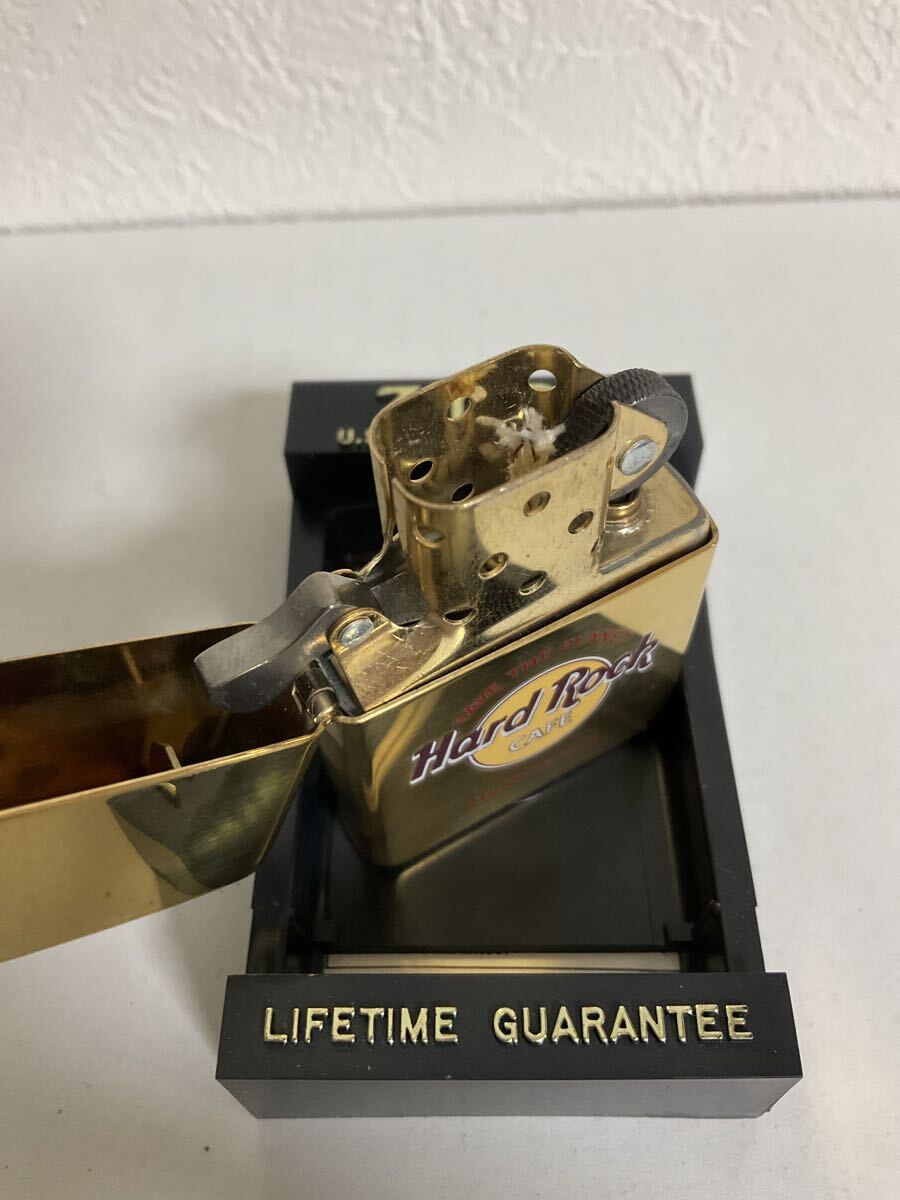 U.
SAVE THE PLANET
Hard Rock
CAFE
LIFETIME GUARANTEE